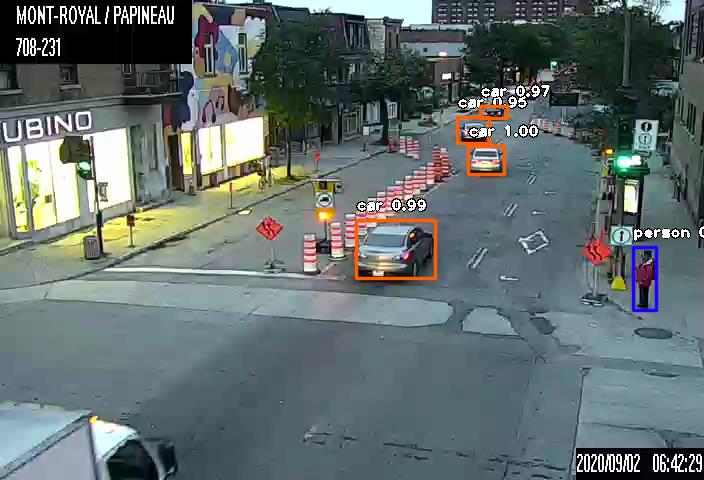 MONT-ROYAL / PAPINEAU
708-231
car 0.97
car 0.95
car 1.00
UBINO
car 0.99
person 0
2020/09/02 06:42:29